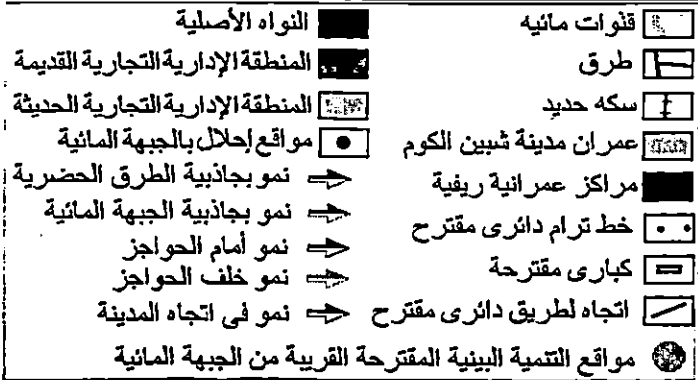 قنوات مائيه
طرق
سكه حديد
عمران مدينة شبين الكوم
مراكز عمرانية ريفية
خط ترام دائرى مقترح
كبارى مقترحة
اتجاه لطريق دائرى مقترح
النواه الأصلية
المنطقة الإدارية التجارية القديمة
المنطقة الإدارية التجارية الحديثة
مواقع إحلال بالجبهة المائية
نمو بجاذبية الطرق الحضرية
نمو بجاذبية الجبهة المائية
نمو أمام الحواجز
نمو خلف الحواجز
نمو فى اتجاه المدينة
مواقع التنمية البينية المقترحة القريبة من الجبهة المائية